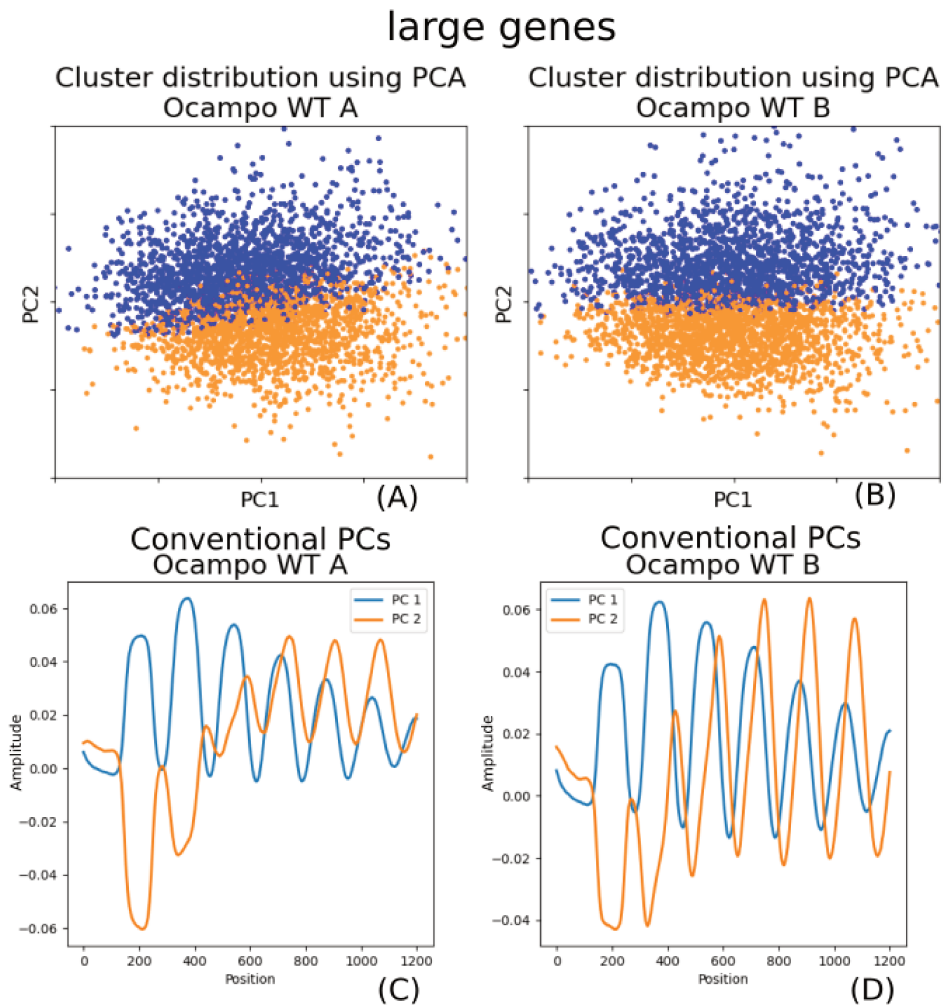 large genes
Cluster distribution using PCA
Ocampo WT A
PC2
PC1
(A)
Cluster distribution using PCA
Ocampo WT B
PC2
PC1
(B)
Conventional PCs
Ocampo WT A
PC 1
PC 2
Amplitude
0.06
0.04
0.02
0.00
−0.02
−0.04
−0.06
0 200 400 600 800 1000 1200
Position
(C)
Conventional PCs
Ocampo WT B
PC 1
PC 2
Amplitude
0.06
0.04
0.02
0.00
−0.02
−0.04
0 200 400 600 800 1000 1200
Position
(D)